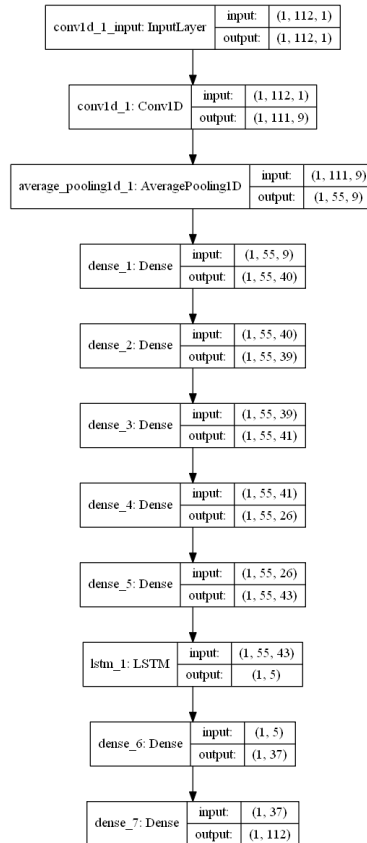 conv1d_1_input: InputLayer
input: (1, 112, 1)
output: (1, 112, 1)
conv1d_1: Conv1D
input: (1, 112, 1)
output: (1, 111, 9)
average_pooling1d_1: AveragePooling1D
input: (1, 111, 9)
output: (1, 55, 9)
dense_1: Dense
input: (1, 55, 9)
output: (1, 55, 40)
dense_2: Dense
input: (1, 55, 40)
output: (1, 55, 39)
dense_3: Dense
input: (1, 55, 39)
output: (1, 55, 41)
dense_4: Dense
input: (1, 55, 41)
output: (1, 55, 26)
dense_5: Dense
input: (1, 55, 26)
output: (1, 55, 43)
lstm_1: LSTM
input: (1, 55, 43)
output: (1, 5)
dense_6: Dense
input: (1, 5)
output: (1, 37)
dense_7: Dense
input: (1, 37)
output: (1, 112)